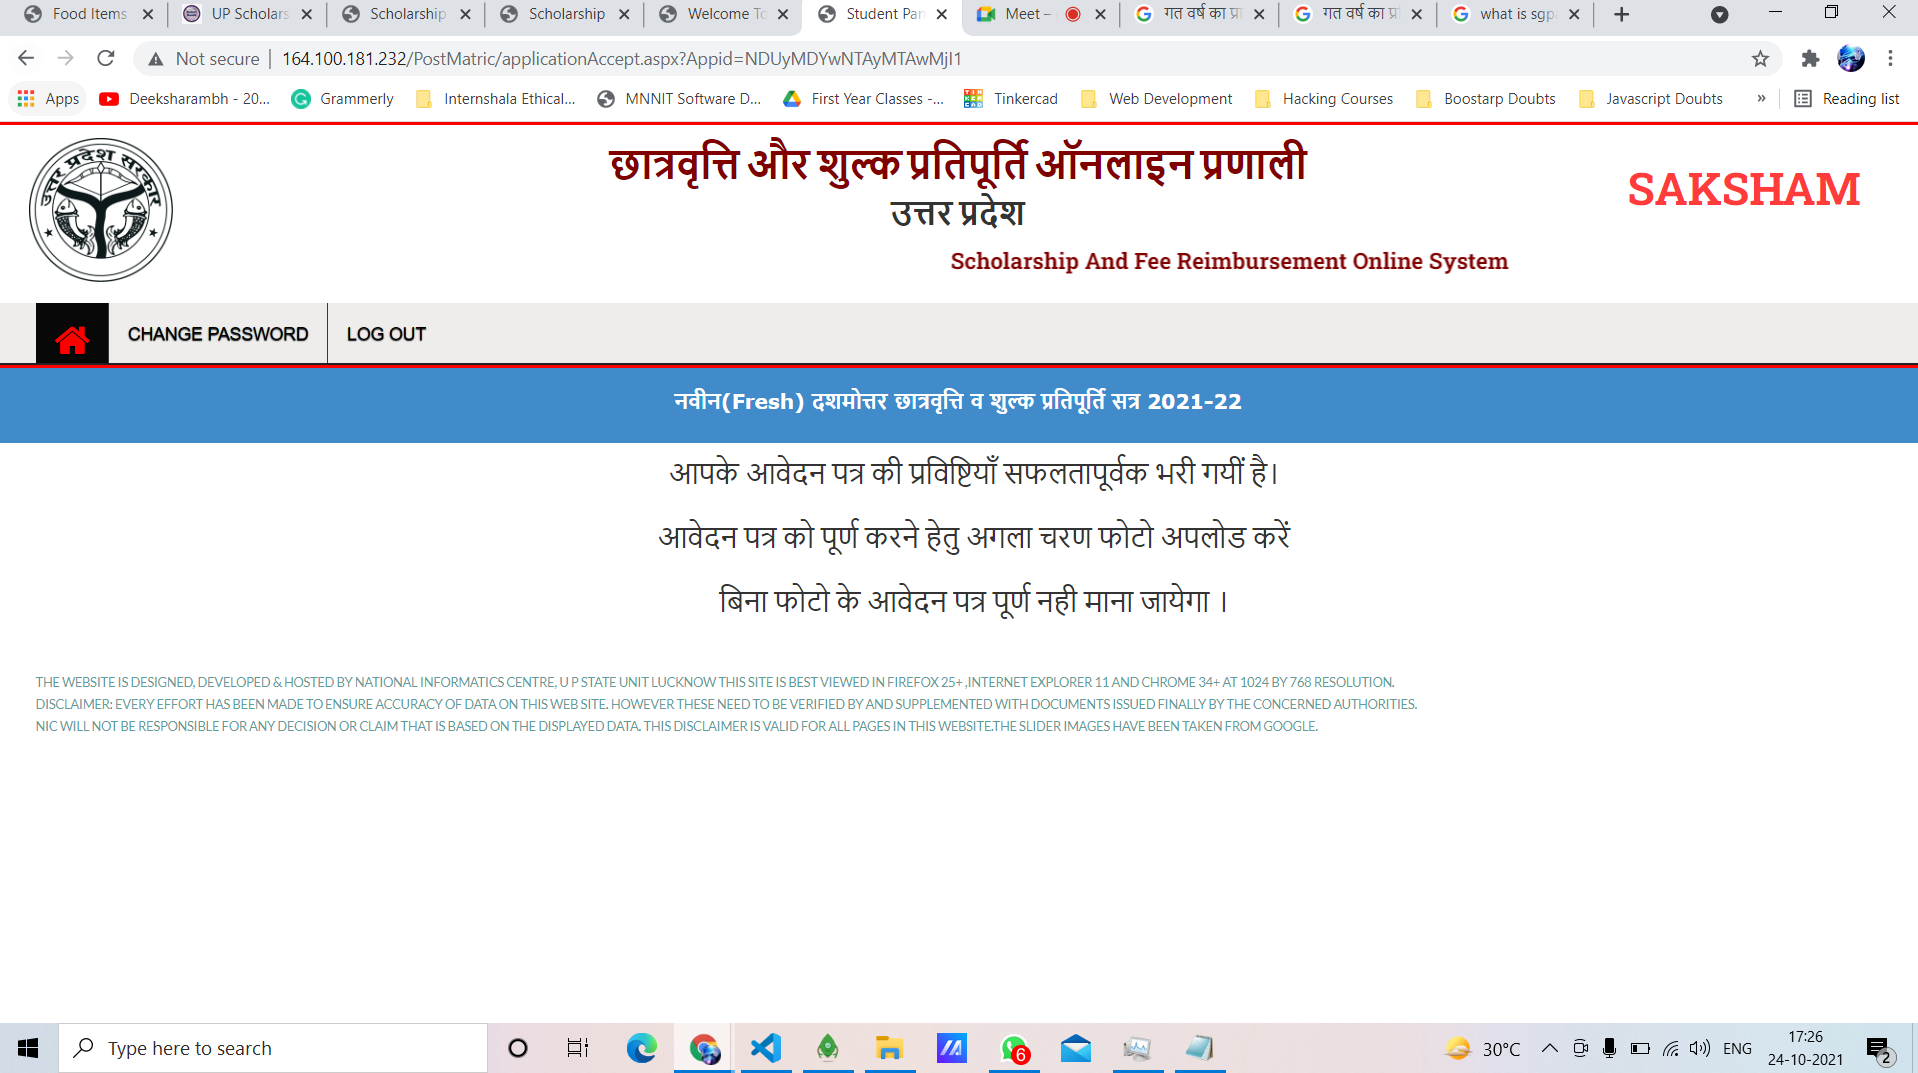 Food Items
UP Scholars
Scholarship
Scholarship
Welcome To
Student Pan
Meet –
गत वर्ष का प्रा
गत वर्ष का प्रा
what is sgpa
Not secure | 164.100.181.232/PostMatric/applicationAccept.aspx?Appid=NDUyMDYwNTAyMTAwMjI1
Apps
Deeksharambh - 20...
Grammerly
Internshala Ethical...
MNNIT Software D...
First Year Classes -...
Tinkercad
Web Development
Hacking Courses
Boostarp Doubts
Javascript Doubts
»
Reading list
उत्तर प्रदेश सरकार
छात्रवृत्ति और शुल्क प्रतिपूर्ति ऑनलाइन प्रणाली
उत्तर प्रदेश
Scholarship And Fee Reimbursement Online System
SAKSHAM
CHANGE PASSWORD
LOG OUT
नवीन(Fresh) दशमोत्तर छात्रवृत्ति व शुल्क प्रतिपूर्ति सत्र 2021-22
आपके आवेदन पत्र की प्रविष्टियाँ सफलतापूर्वक भरी गयीं है।
आवेदन पत्र को पूर्ण करने हेतु अगला चरण फोटो अपलोड करें
बिना फोटो के आवेदन पत्र पूर्ण नही माना जायेगा ।
THE WEBSITE IS DESIGNED, DEVELOPED & HOSTED BY NATIONAL INFORMATICS CENTRE, U P STATE UNIT LUCKNOW THIS SITE IS BEST VIEWED IN FIREFOX 25+ ,INTERNET EXPLORER 11 AND CHROME 34+ AT 1024 BY 768 RESOLUTION.
DISCLAIMER: EVERY EFFORT HAS BEEN MADE TO ENSURE ACCURACY OF DATA ON THIS WEB SITE. HOWEVER THESE NEED TO BE VERIFIED BY AND SUPPLEMENTED WITH DOCUMENTS ISSUED FINALLY BY THE CONCERNED AUTHORITIES.
NIC WILL NOT BE RESPONSIBLE FOR ANY DECISION OR CLAIM THAT IS BASED ON THE DISPLAYED DATA. THIS DISCLAIMER IS VALID FOR ALL PAGES IN THIS WEBSITE.THE SLIDER IMAGES HAVE BEEN TAKEN FROM GOOGLE.
Type here to search
6
30°C
ENG
17:26
24-10-2021
2